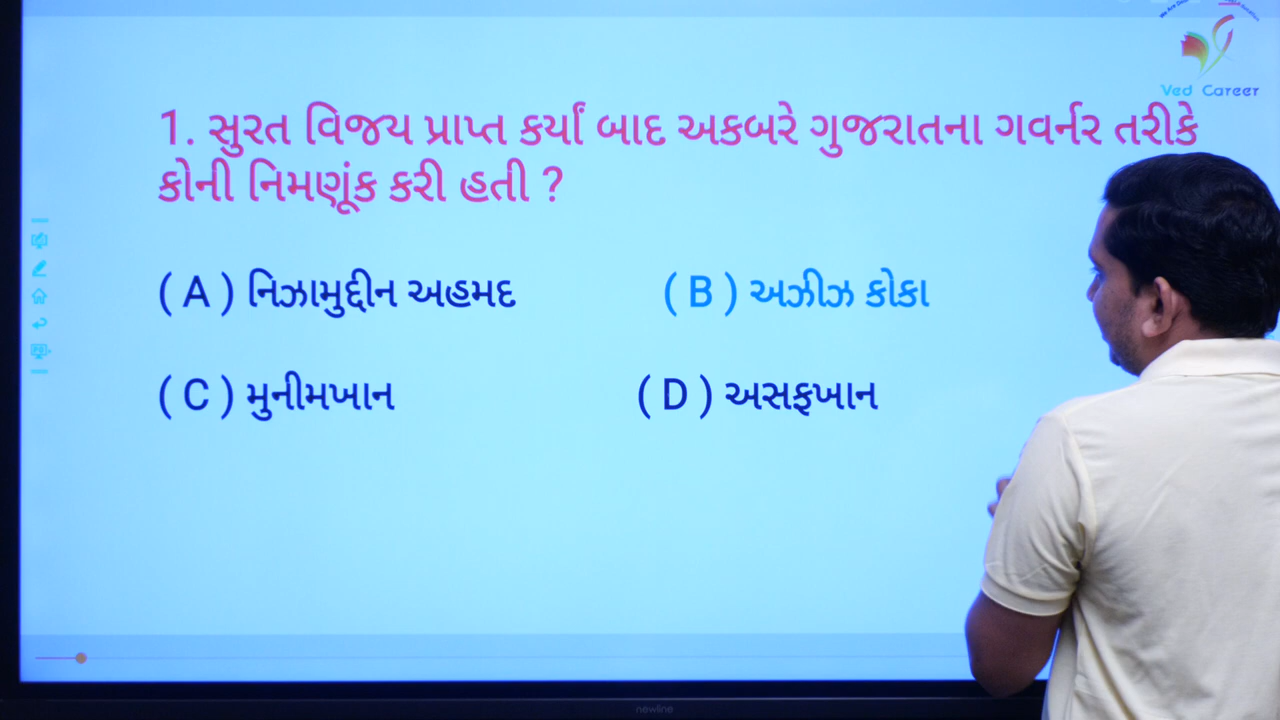 Ved Career
1. સુરત વિજય પ્રાપ્ત કર્યાં બાદ અકબરે ગુજરાતના ગવર્નર તરીકે
કોની નિમણૂંક કરી હતી ?
( A ) નિઝામુદ્દીન અહમદ ( B ) અઝીઝ કોકા
( C ) મુનીમખાન ( D ) અસફખાન
newline